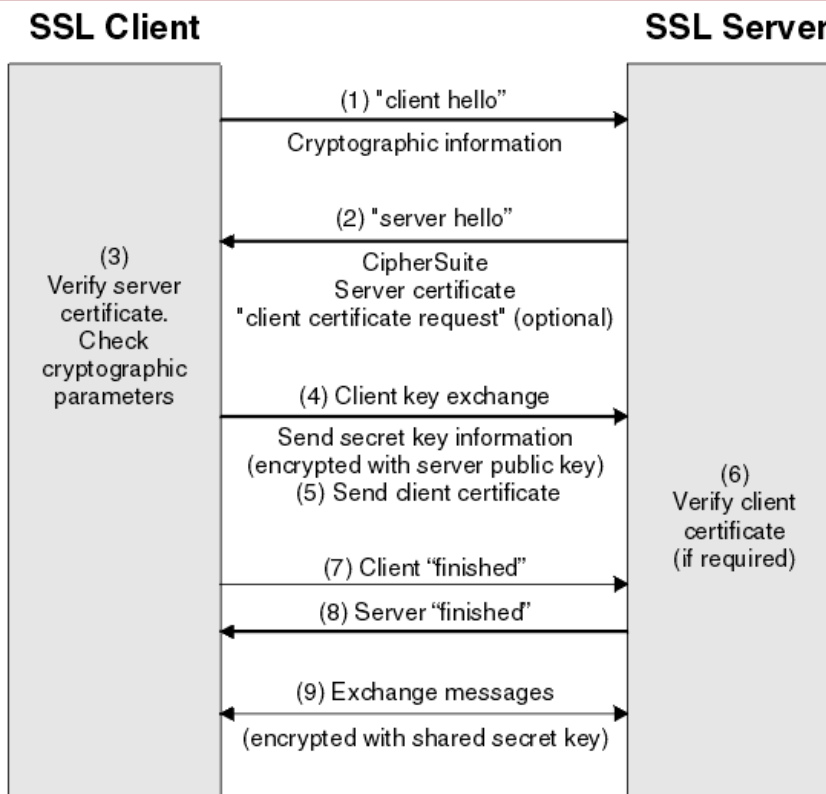 SSL Client
SSL Server
(1) "client hello”
Cryptographic information
(2) "server hello”
CipherSuite
Server certificate
"client certificate request" (optional)
(3)
Verify server
certificate.
Check
cryptographic
parameters
(4) Client key exchange
Send secret key information
(encrypted with server public key)
(5) Send client certificate
(6)
Verify client
certificate
(if required)
(7) Client “finished”
(8) Server “finished”
(9) Exchange messages
(encrypted with shared secret key)